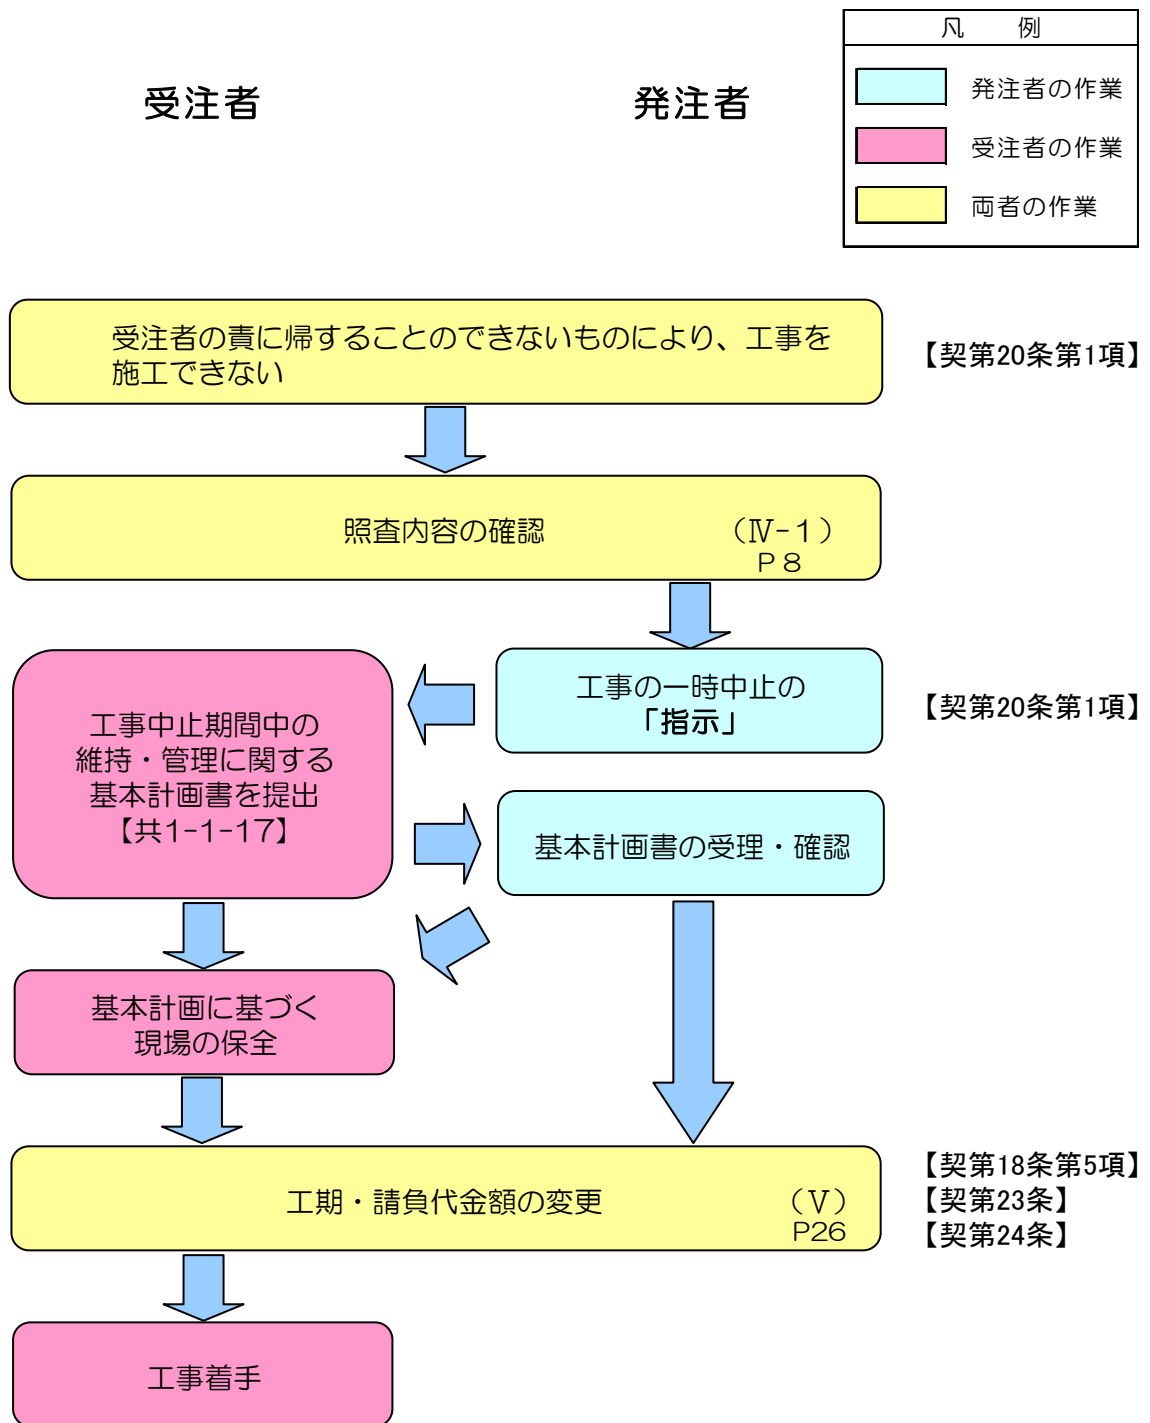 凡　例
発注者の作業
受注者の作業
両者の作業
受注者
発注者
受注者の責に帰することのできないものにより、工事を
施工できない
【契第20条第1項】
照査内容の確認
（Ⅳ-１）
Ｐ８
工事の一時中止の
「指示」
【契第20条第1項】
工事中止期間中の
維持・管理に関する
基本計画書を提出
【共1-1-17】
基本計画書の受理・確認
基本計画に基づく
現場の保全
工期・請負代金額の変更
（Ⅴ）
P26
【契第18条第5項】
【契第23条】
【契第24条】
工事着手